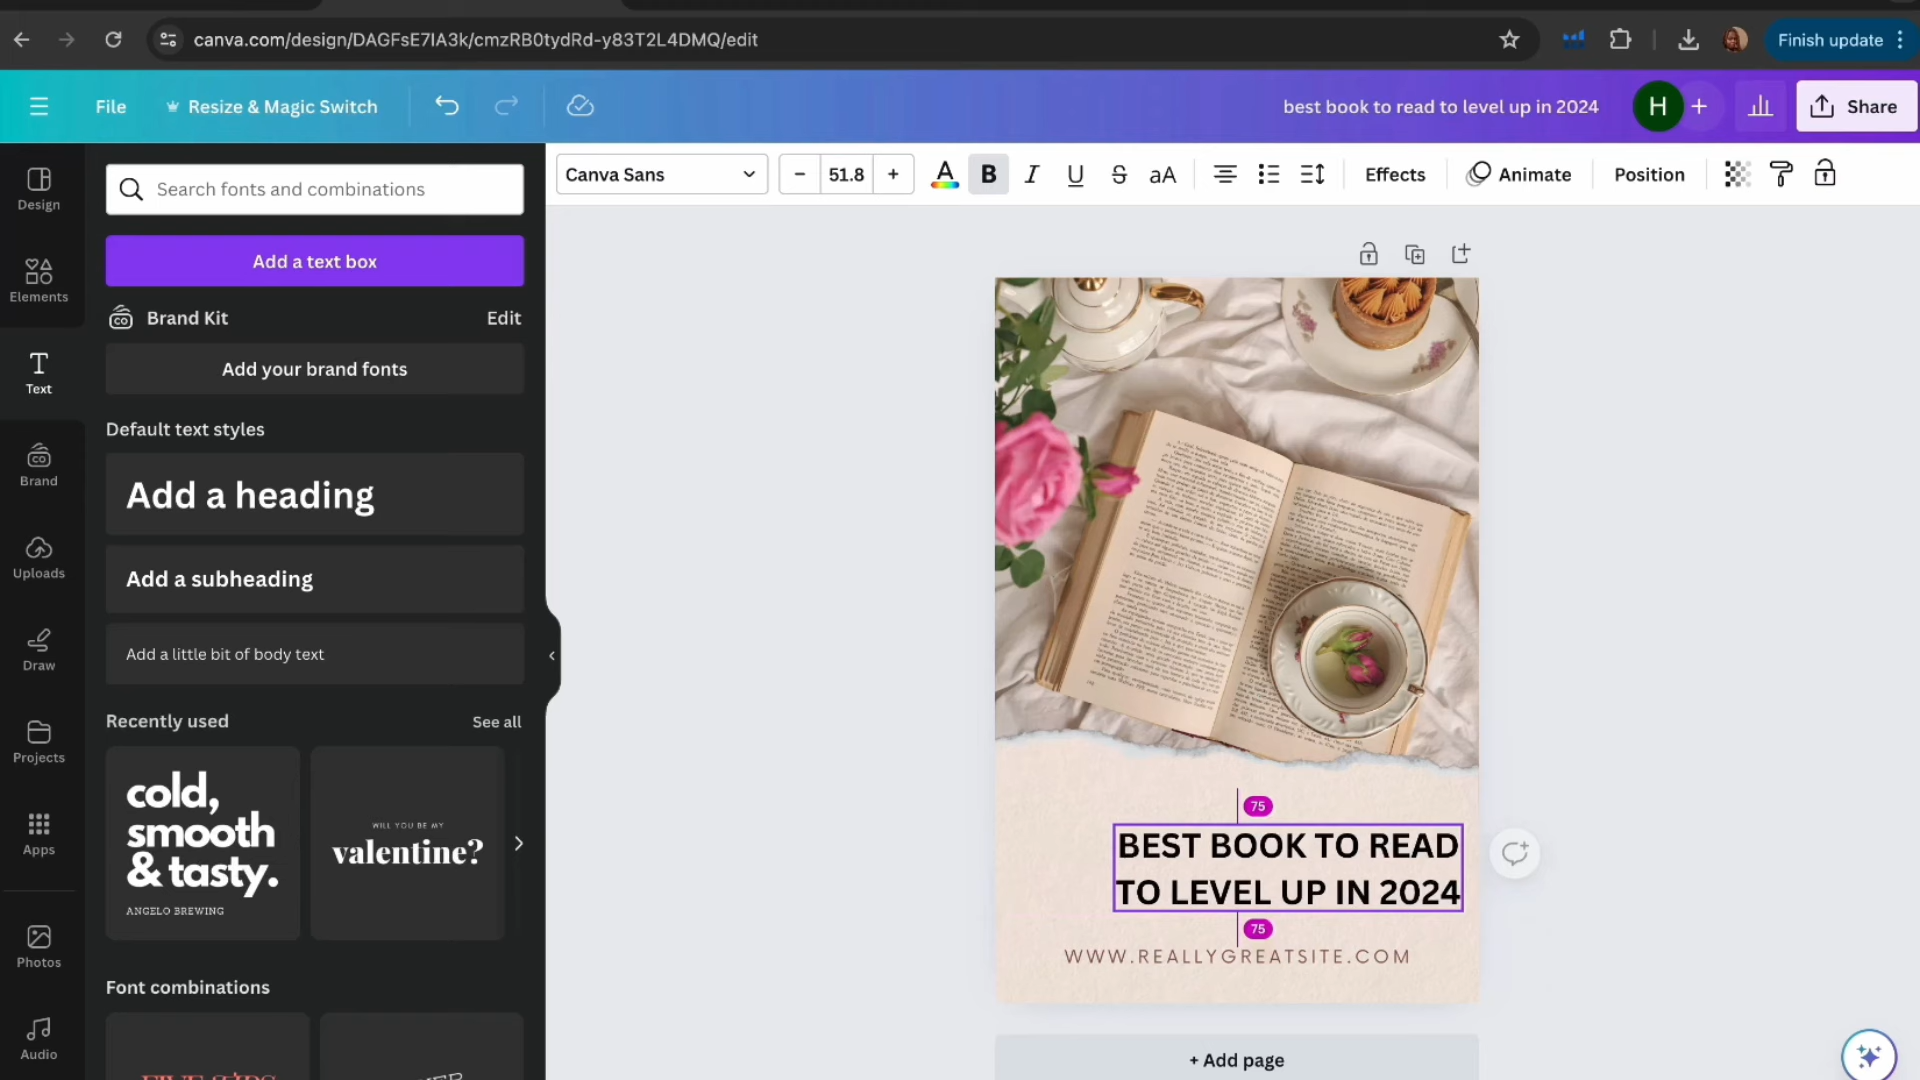 canva.com/design/DAGFsE7lA3k/cmzRB0tydRd-y83T2L4DMQ/edit
Finish update
File
Resize & Magic Switch
best book to read to level up in 2024
H
Share
Design
Elements
Text
Brand
Uploads
Draw
Projects
Apps
Photos
Audio
Search fonts and combinations
Add a text box
Brand Kit
Edit
Add your brand fonts
Default text styles
Add a heading
Add a subheading
Add a little bit of body text
Recently used
See all
cold,
smooth
& tasty.
ANGELO BREWING
WILL YOU BE MY
valentine?
Font combinations
Canva Sans
51.8
A
B
I
U
S
aA
Effects
Animate
Position
75
BEST BOOK TO READ
TO LEVEL UP IN 2024
75
WWW.REALLYGREATSITE.COM
+ Add page